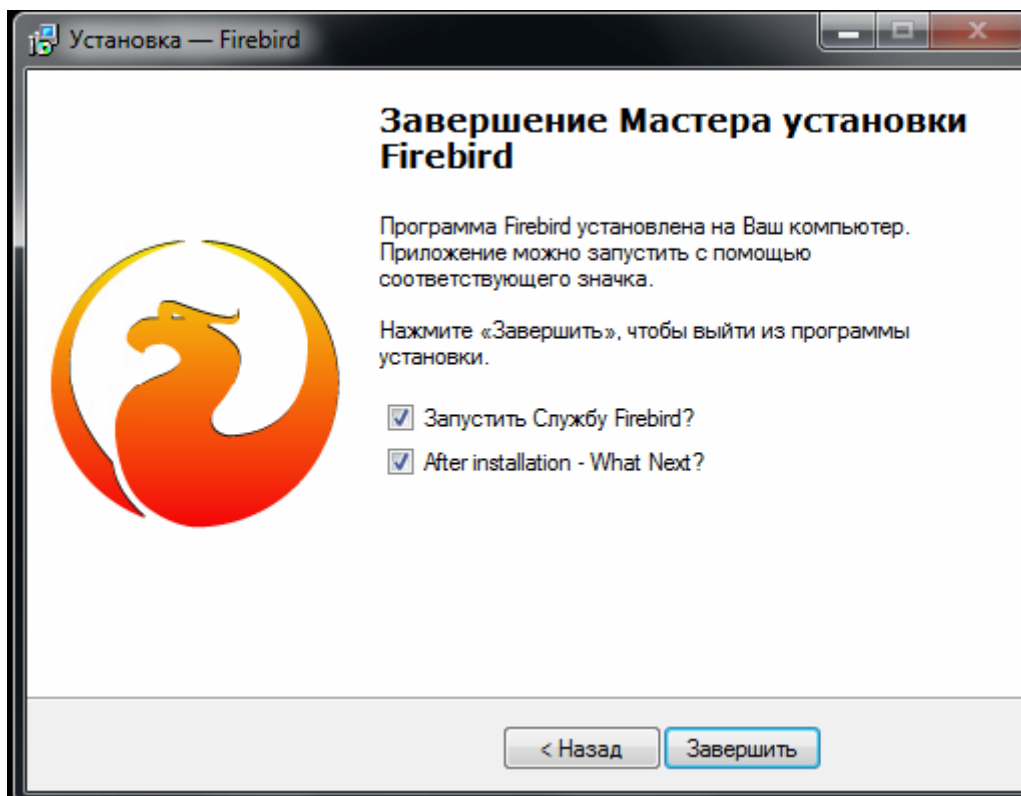 Установка — Firebird
Завершение Мастера установки
Firebird
Программа Firebird установлена на Ваш компьютер.
Приложение можно запустить с помощью
соответствующего значка.
Нажмите «Завершить», чтобы выйти из программы
установки.
Запустить Службу Firebird?
After installation - What Next?
< Назад
Завершить